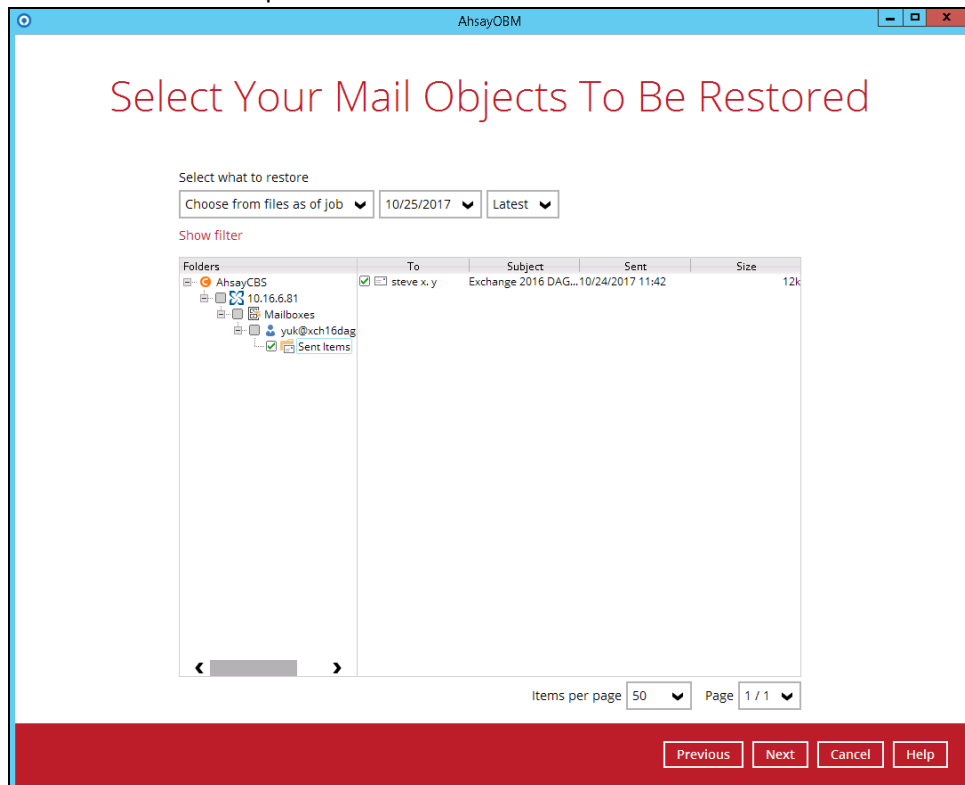 AhsayOBM
Select Your Mail Objects To Be Restored
Select what to restore
Choose from files as of job 10/25/2017 Latest
Show filter
Folders To Subject Sent Size
AhsayCBS steve x. y Exchange 2016 DAG... 10/24/2017 11:42 12k
10.16.6.81
Mailboxes
yuk@xch16dag
Sent Items
Items per page 50 Page 1 / 1
Previous Next Cancel Help